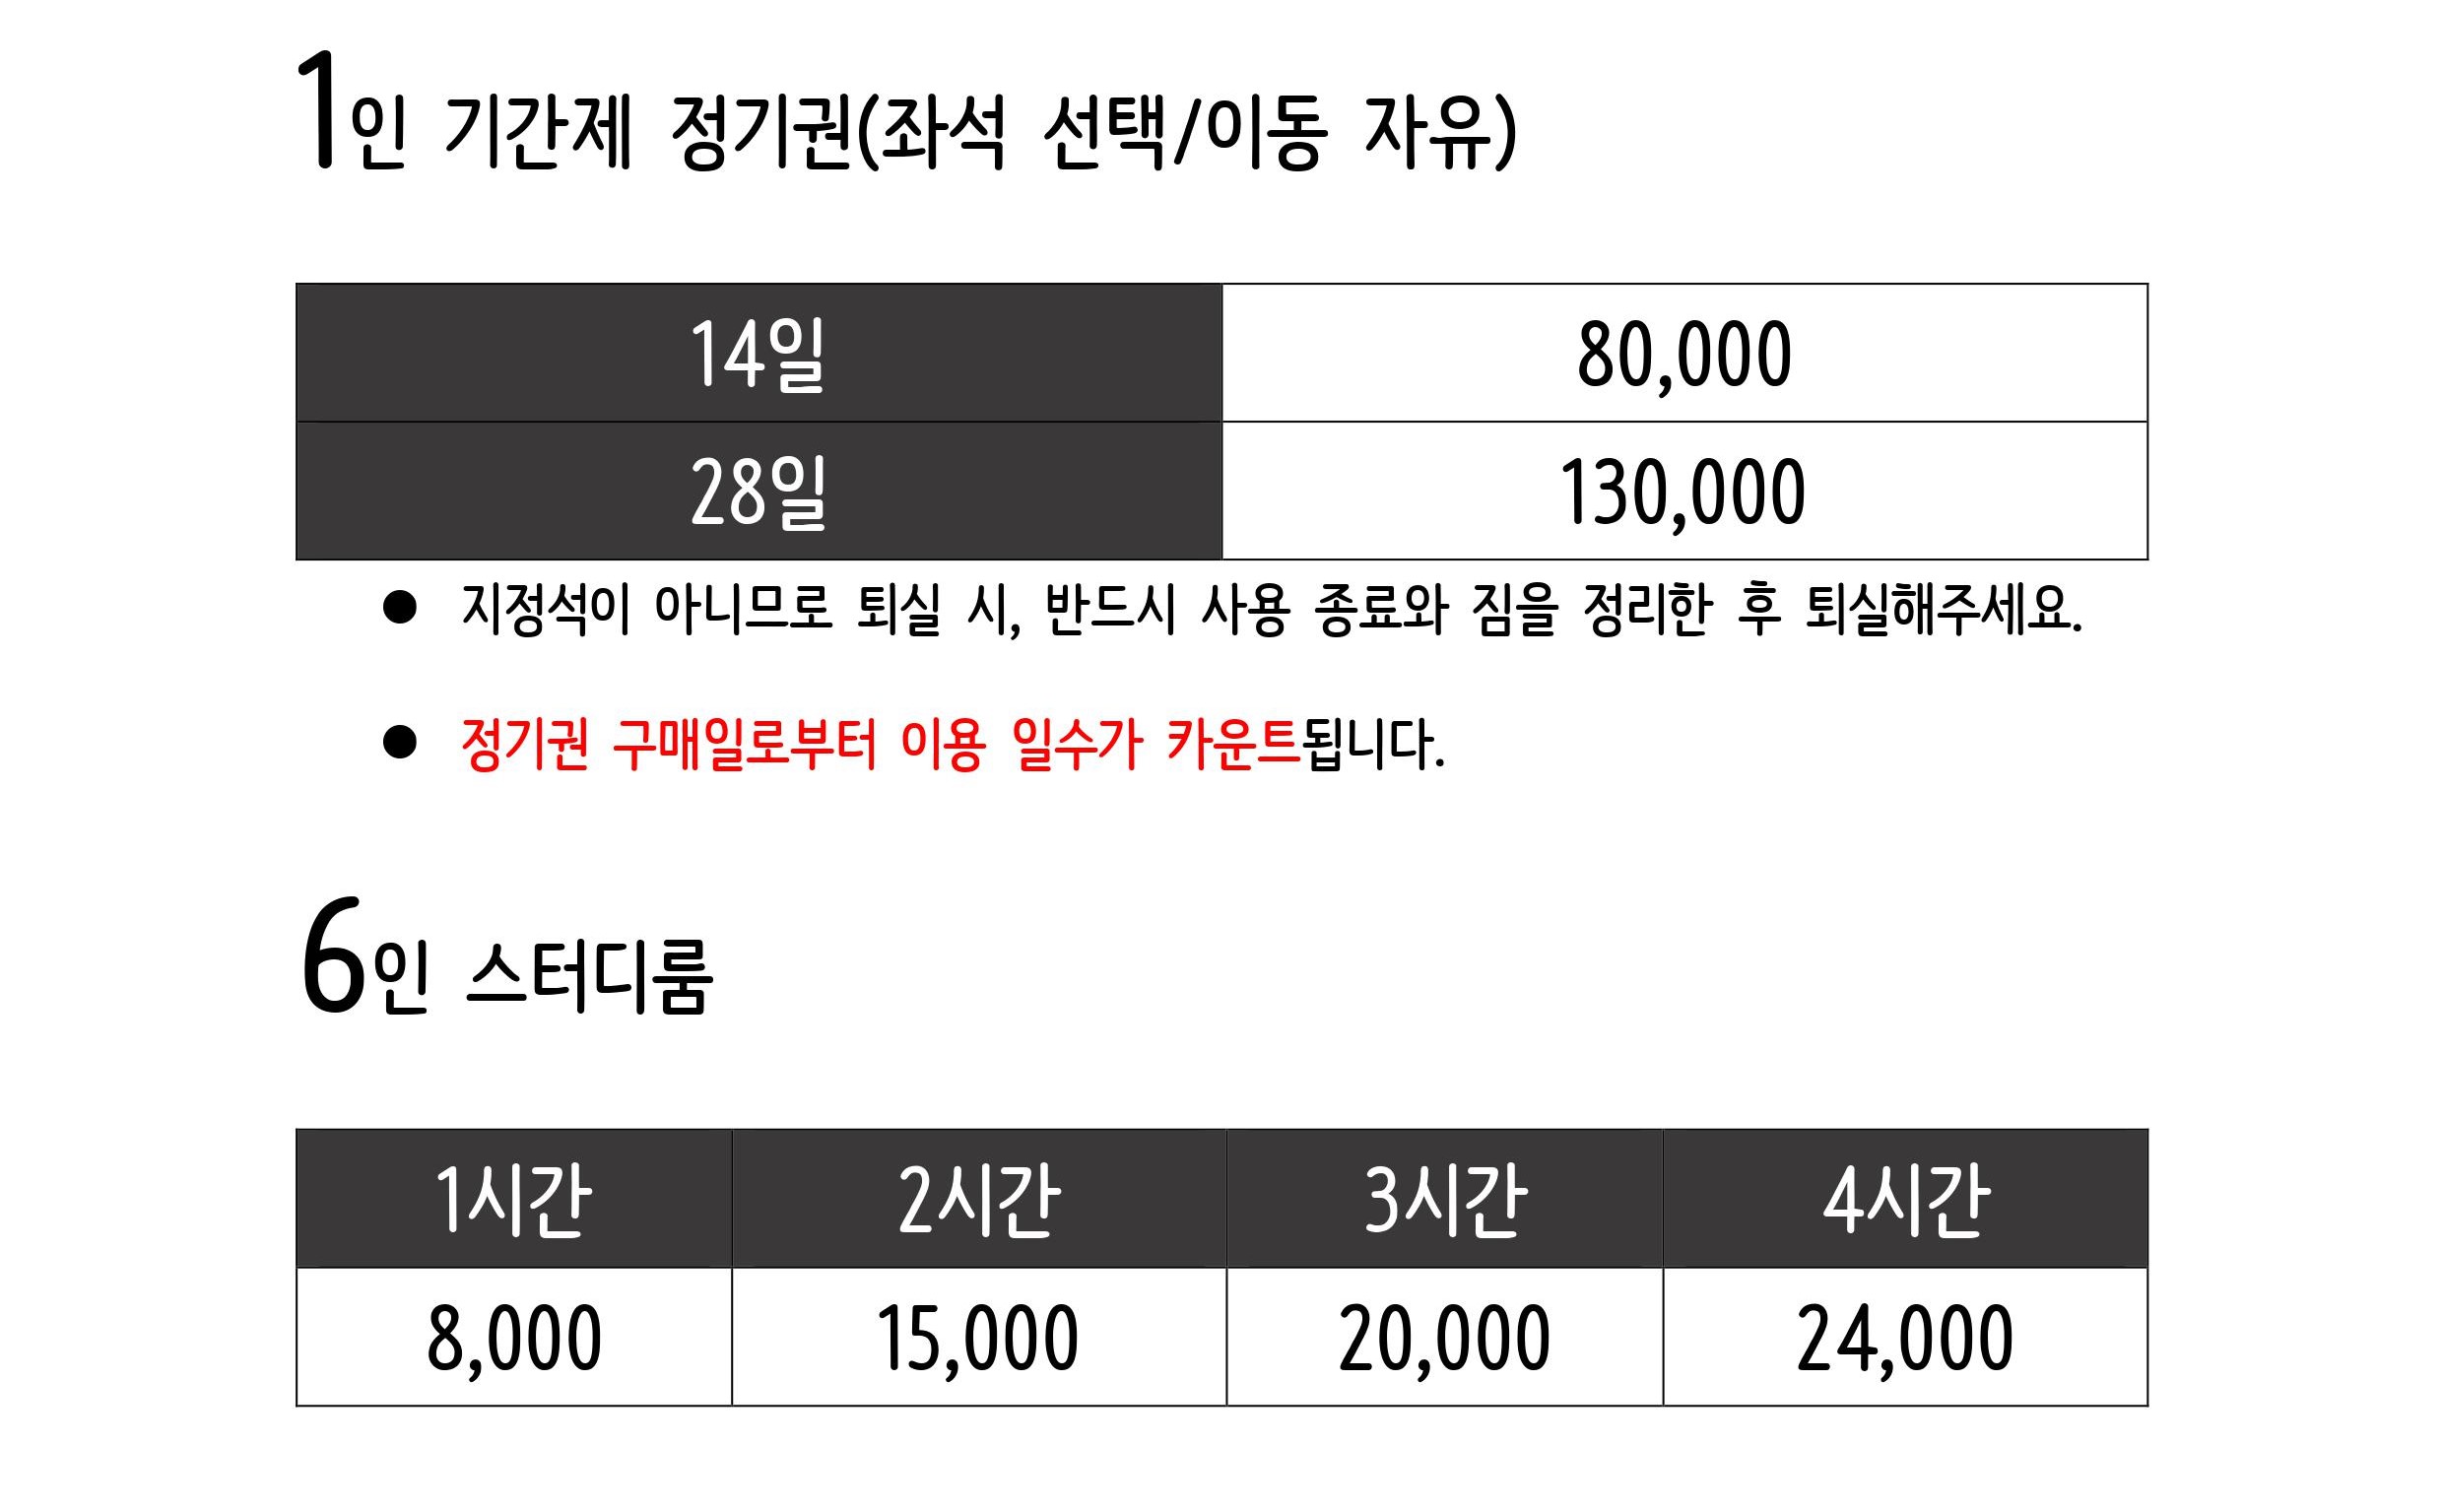 1인 기간제 정기권(좌석 선택/이동 자유)
14일 80,000
28일 130,000
● 지정석이 아니므로 퇴실 시, 반드시 사용 종료와 짐을 정리한 후 퇴실해주세요.
● 정기권 구매일로부터 이용 일수가 카운트됩니다.
6인 스터디룸
1시간 2시간 3시간 4시간
8,000 15,000 20,000 24,000